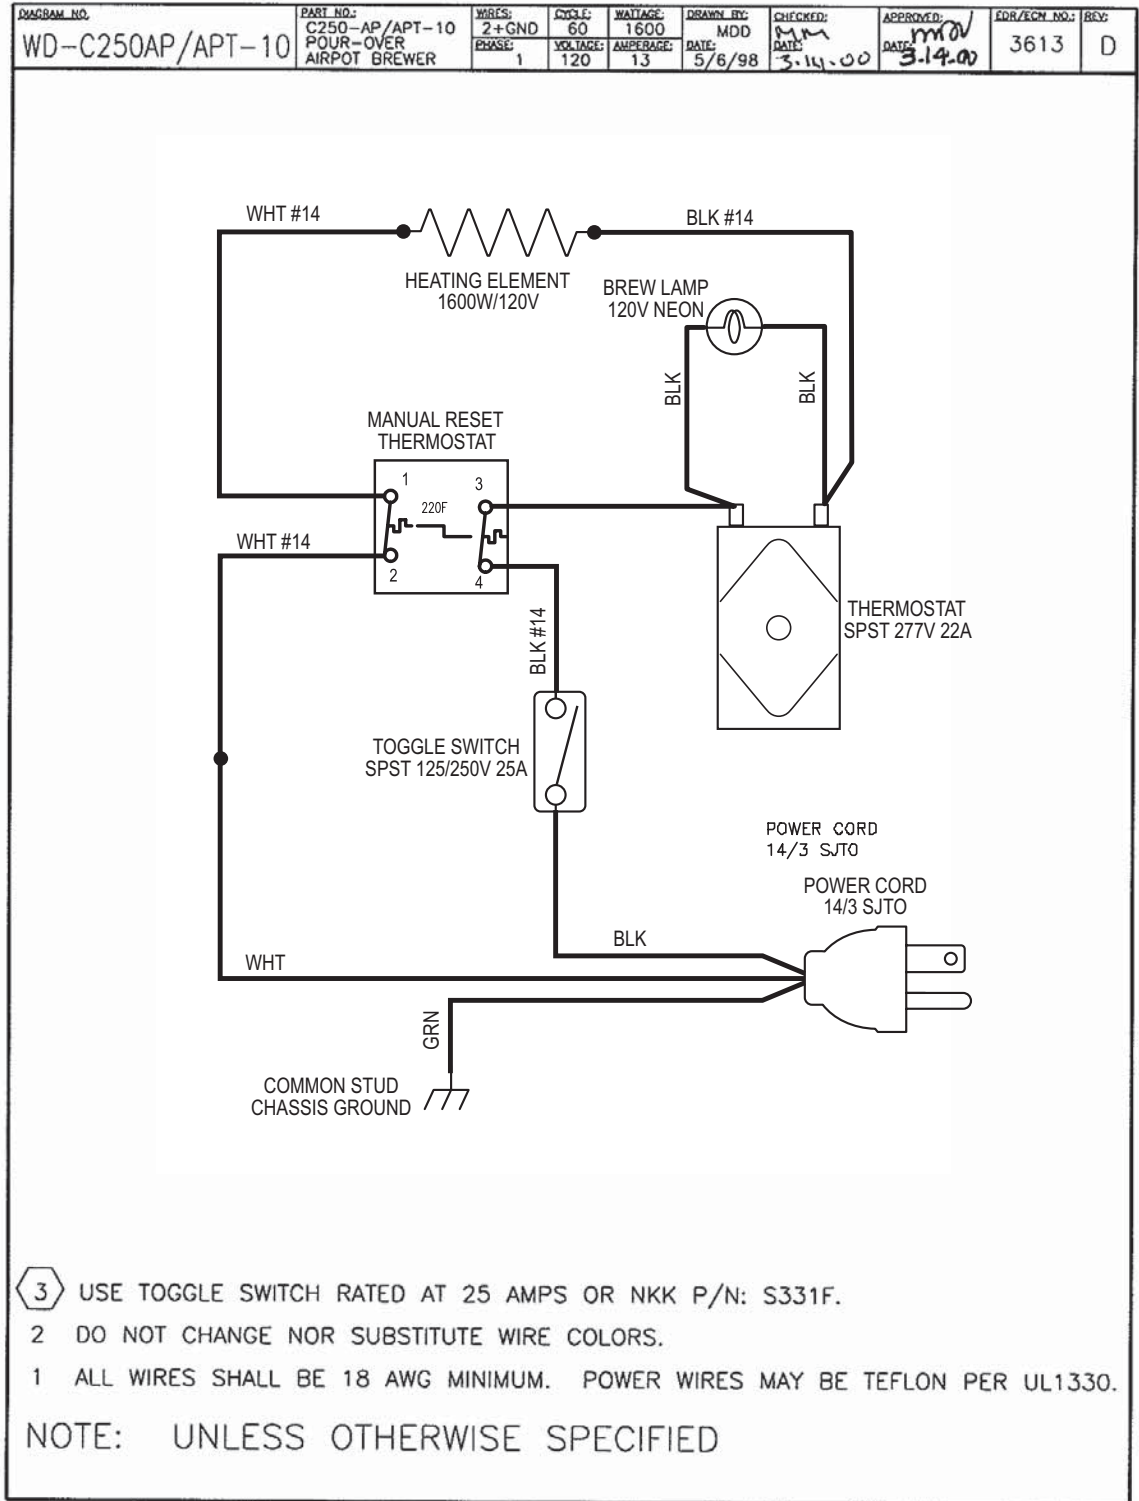 DIAGRAM NO.
WD-C250AP/APT-10
PART NO.:
C250-AP/APT-10
POUR-OVER
AIRPOT BREWER
WIRES:
2+GND
PHASE:
1
CYCLE:
60
VOLTAGE:
120
WATTAGE:
1600
AMPERAGE:
13
DRAWN BY:
MDD
DATE:
5/6/98
CHECKED:
MM
DATE:
3.14.00
APPROVED:
DATE:
3-14-00
EDR/ECN NO.:
3613
REV:
D
WHT #14
BLK #14
HEATING ELEMENT
1600W/120V
BREW LAMP
120V NEON
BLK
BLK
MANUAL RESET
THERMOSTAT
1
3
220F
2
4
WHT #14
THERMOSTAT
SPST 277V 22A
BLK #14
TOGGLE SWITCH
SPST 125/250V 25A
POWER CORD
14/3 SJTO
POWER CORD
14/3 SJTO
BLK
WHT
GRN
COMMON STUD
CHASSIS GROUND
3 USE TOGGLE SWITCH RATED AT 25 AMPS OR NKK P/N: S331F.
2 DO NOT CHANGE NOR SUBSTITUTE WIRE COLORS.
1 ALL WIRES SHALL BE 18 AWG MINIMUM. POWER WIRES MAY BE TEFLON PER UL1330.
NOTE: UNLESS OTHERWISE SPECIFIED